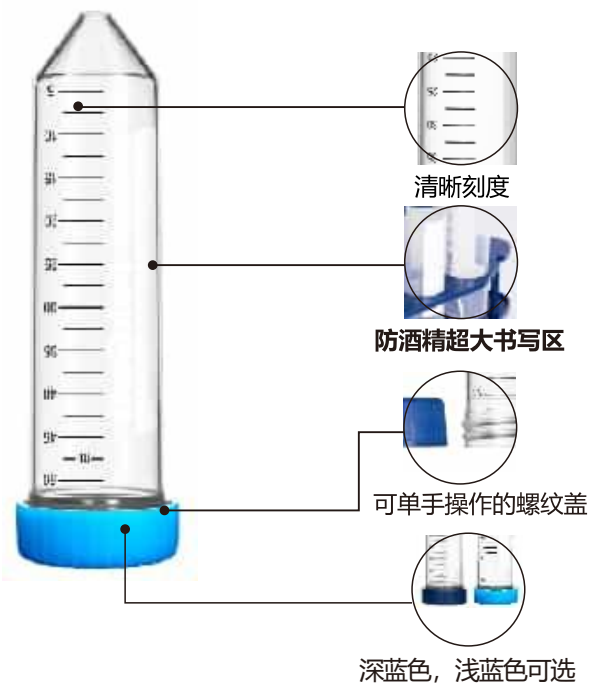 清晰刻度
防酒精超大书写区
可单手操作的螺纹盖
深蓝色，浅蓝色可选